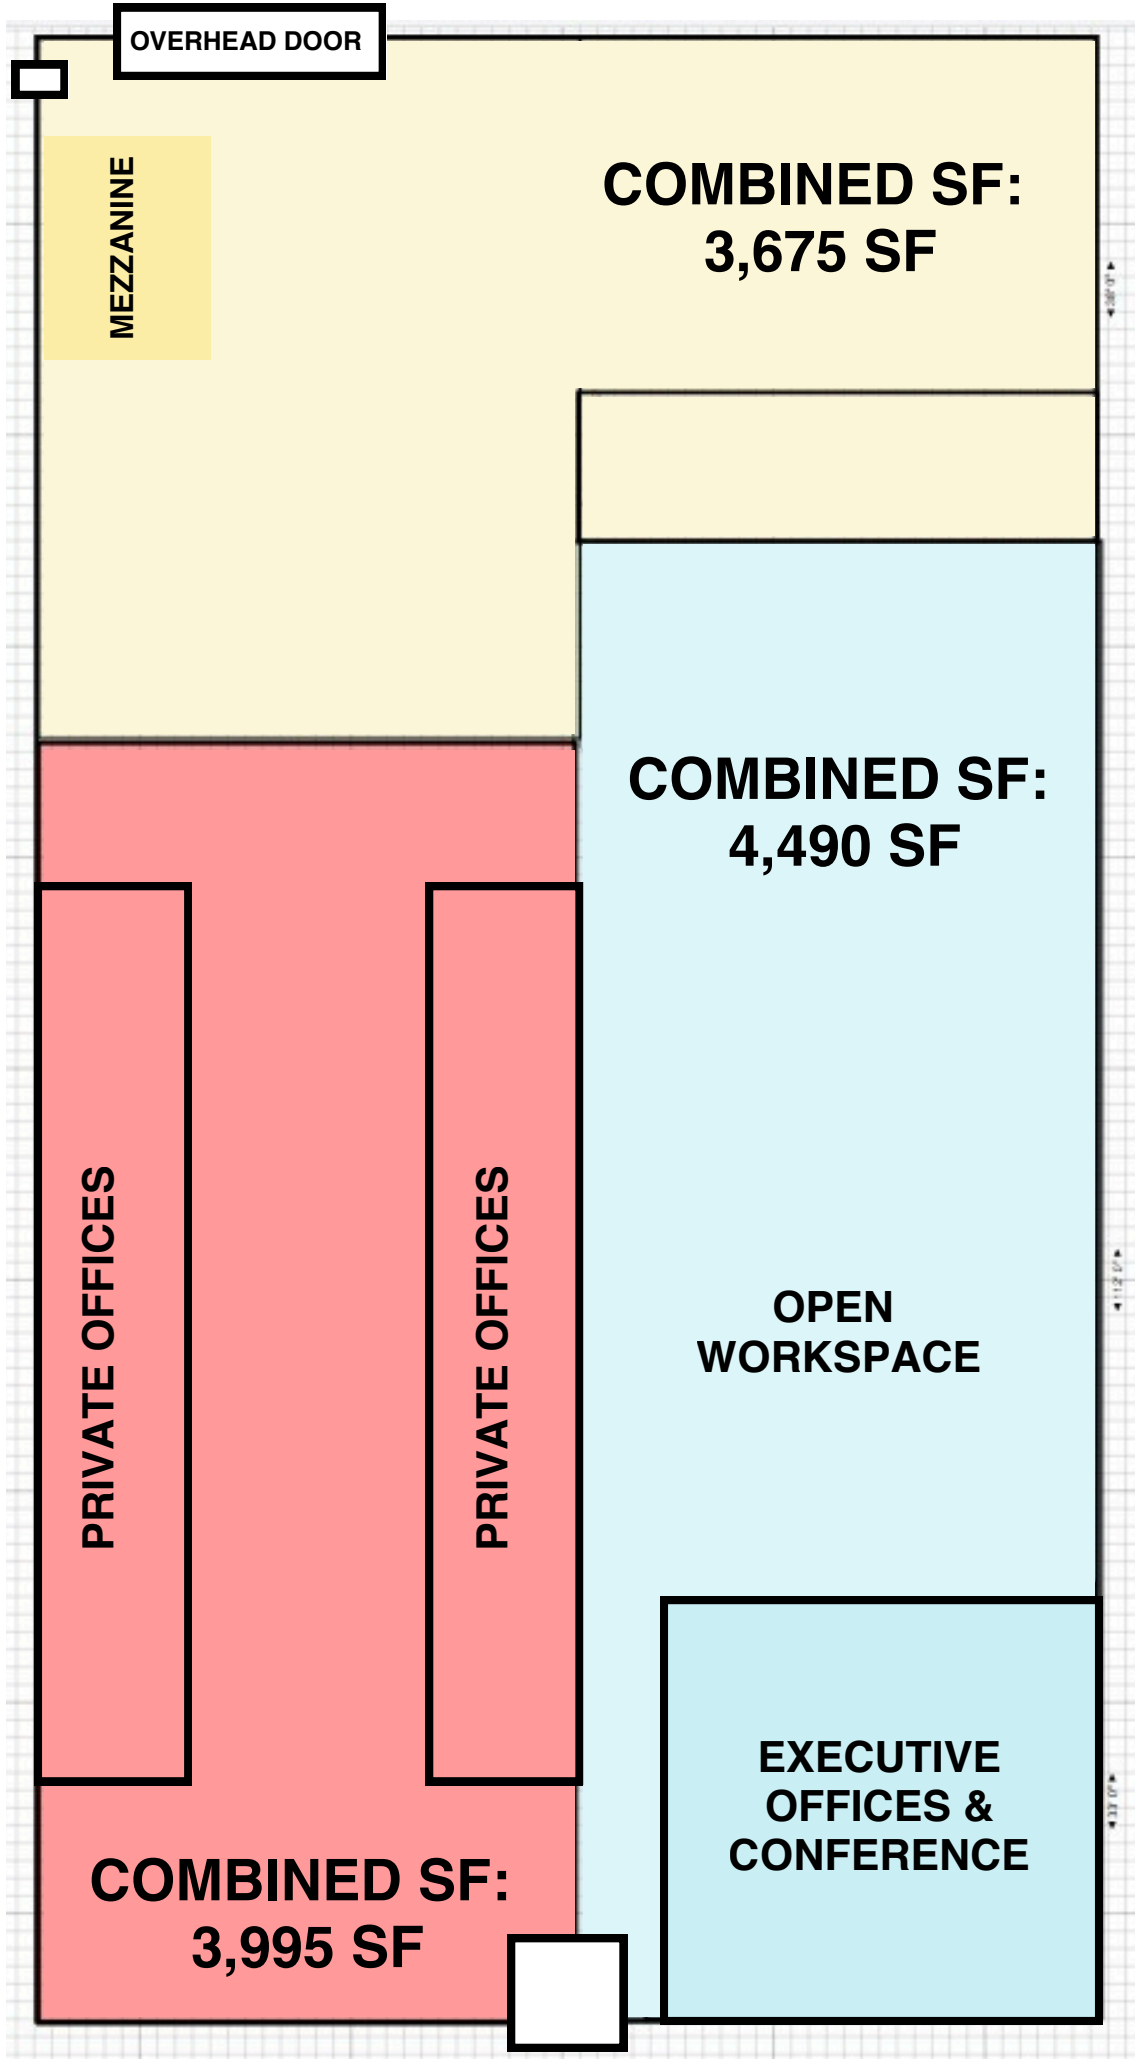 OVERHEAD DOOR
MEZZANINE
COMBINED SF:
3,675 SF
COMBINED SF:
4,490 SF
PRIVATE OFFICES
PRIVATE OFFICES
OPEN
WORKSPACE
EXECUTIVE
OFFICES &
CONFERENCE
COMBINED SF:
3,995 SF